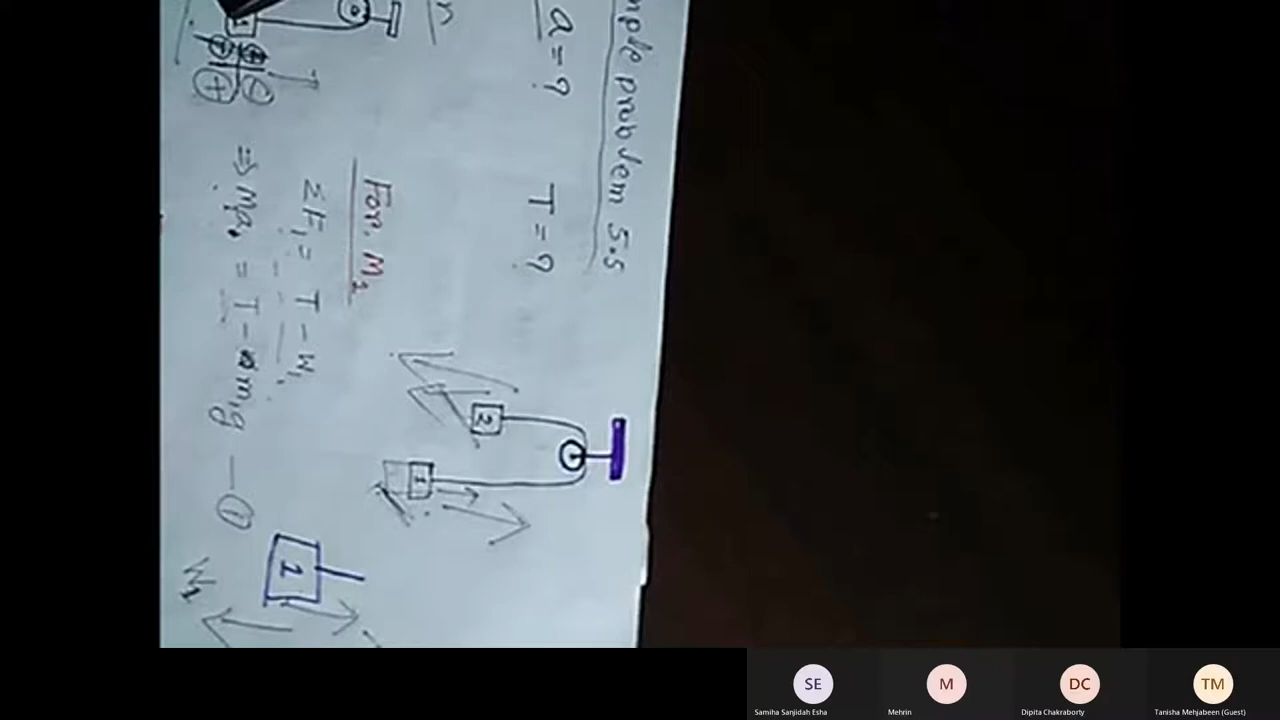 mple problem 5.5
a = ? T = ?
n
For. M1
ΣF₁ = T - W₁
⇒ Ma₁ = T - m₁g — ①
2
1
1
W₁
T
SE
M
DC
TM
Samiha Sanjidah Esha
Mehrin
Dipita Chakraborty
Tanisha Mehjabeen (Guest)